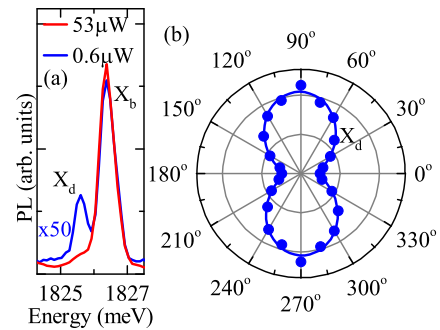 53μW
0.6μW
(a)
X_b
X_d
x50
PL (arb. units)
1825
1827
Energy (meV)
(b)
90°
60°
30°
0°
330°
300°
270°
240°
210°
180°
150°
120°
X_d